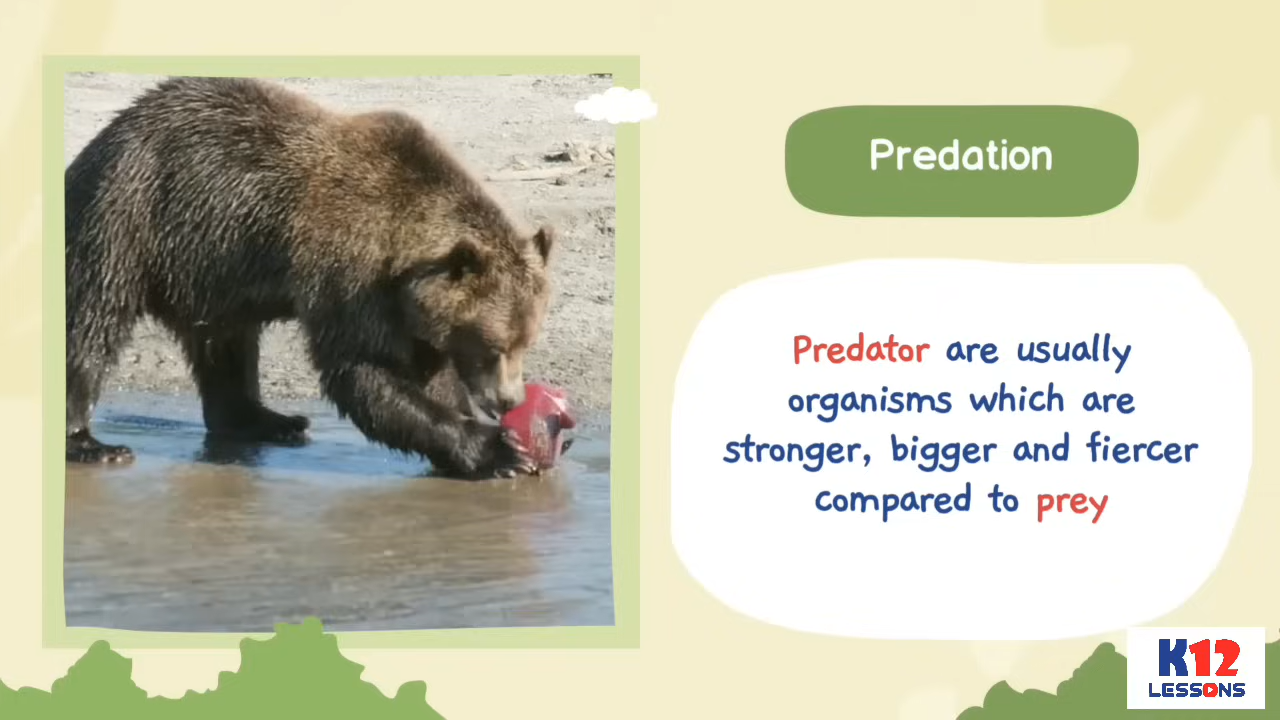 Predation
Predator are usually
organisms which are
stronger, bigger and fiercer
compared to prey
K12
LESSONS